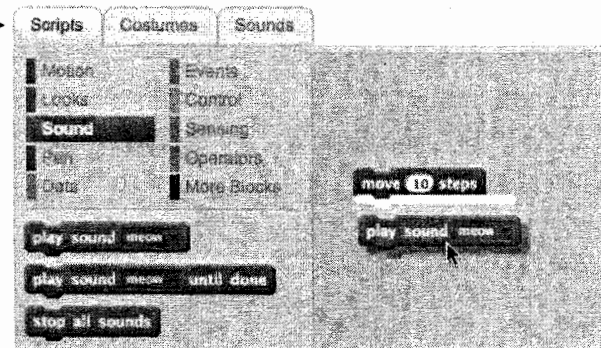 Scripts Costumes Sounds
Motion Events
Looks Control
Sound Sensing
Pen Operators
Data More Blocks
move 10 steps
play sound meow
play sound meow
play sound meow until done
stop all sounds